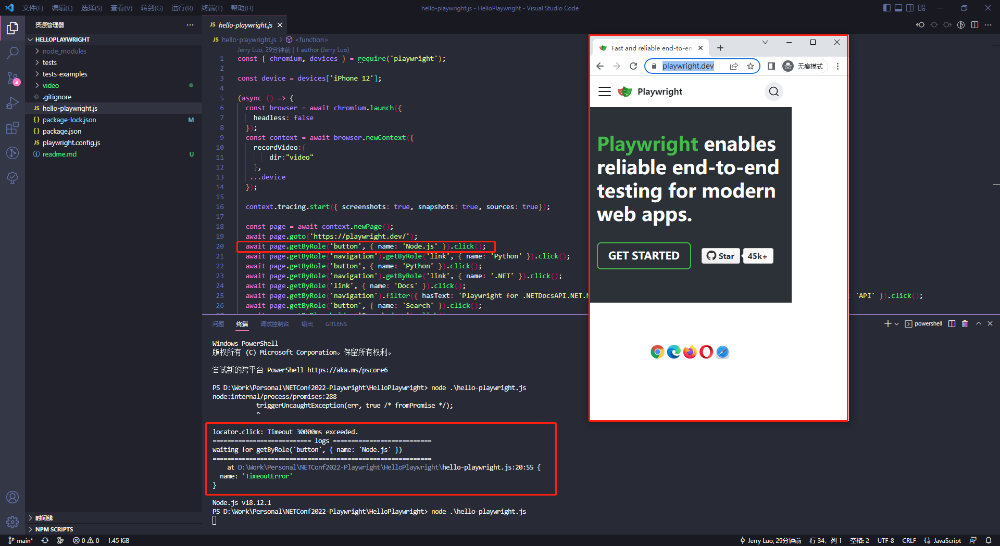 文件(F) 编辑(E) 选择(S) 查看(V) 转到(G) 运行(R) 终端(T) 帮助(H)
hello-playwright.js - HelloPlaywright - Visual Studio Code
资源管理器
HELLOPLAYWRIGHT
node_modules
tests
tests-examples
video
.gitignore
JS hello-playwright.js
{} package-lock.json M
{} package.json
JS playwright.config.js
readme.md U
时间线
NPM SCRIPTS
4
JS hello-playwright.js
JS hello-playwright.js > <function>
Jerry Luo, 29分钟前 | 1 author (Jerry Luo)
1 const { chromium, devices } = require('playwright');
2
3 const device = devices['iPhone 12'];
4
5 (async () => {
6 const browser = await chromium.launch({
7 headless: false
8 });
9 const context = await browser.newContext({
10 recordVideo:{
11 dir:"video"
12 },
13 ...device
14 });
15
16 context.tracing.start({ screenshots: true, snapshots: true, sources: true});
17
18 const page = await context.newPage();
19 await page.goto('https://playwright.dev/');
20 await page.getByRole('button', { name: 'Node.js' }).click();
21 await page.getByRole('navigation').getByRole('link', { name: 'Python' }).click();
22 await page.getByRole('button', { name: 'Python' }).click();
23 await page.getByRole('navigation').getByRole('link', { name: '.NET' }).click();
24 await page.getByRole('link', { name: 'Docs' }).click();
25 await page.getByRole('navigation').filter({ hasText: 'Playwright for .NETDocsAPI.NET. : 'API' }).click();
26 await page.getByRole('button', { name: 'Search' }).click();
Fast and reliable end-to-en
playwright.dev
无痕模式
Playwright
Playwright enables
reliable end-to-end
testing for modern
web apps.
GET STARTED Star 45k+
问题 终端 调试控制台 输出 GITLENS
powershell
Windows PowerShell
版权所有 (C) Microsoft Corporation。保留所有权利。
尝试新的跨平台 PowerShell https://aka.ms/pscore6
PS D:\Work\Personal\NETConf2022-Playwright\HelloPlaywright> node .\hello-playwright.js
node:internal/process/promises:288
triggerUncaughtException(err, true /* fromPromise */);
^
locator.click: Timeout 30000ms exceeded.
=========================== logs ===========================
waiting for getByRole('button', { name: 'Node.js' })
============================================================
at D:\Work\Personal\NETConf2022-Playwright\HelloPlaywright\hello-playwright.js:20:55 {
name: 'TimeoutError'
}
Node.js v18.12.1
PS D:\Work\Personal\NETConf2022-Playwright\HelloPlaywright> node .\hello-playwright.js
main* 0 0 1.45 KiB
Jerry Luo, 29分钟前 行 34，列 1 空格: 2 UTF-8 CRLF {} JavaScript